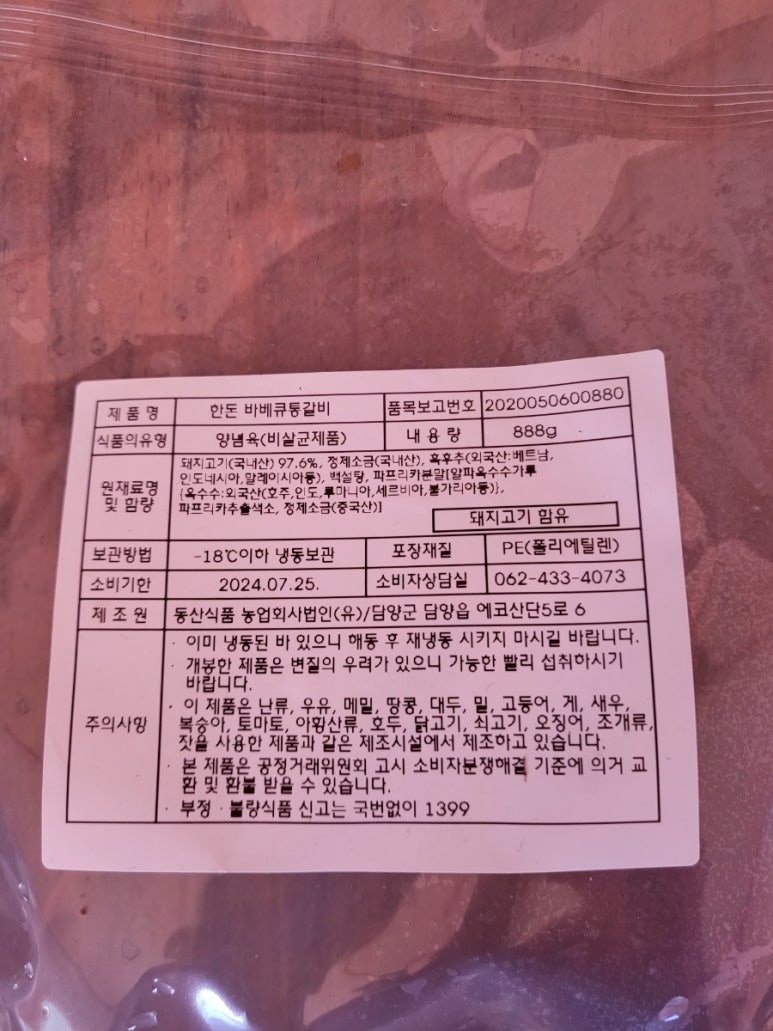 제 품 명 한돈 바베큐통갈비 품목보고번호 2020050600880
식품의유형 양념육(비살균제품) 내 용 량 888g
원재료명 및 함량
돼지고기(국내산) 97.6%, 정제소금(국내산), 흑후추(외국산:베트남,
인도네시아,말레이시아등), 백설탕, 파프리카분말[알파옥수수가루
{옥수수:외국산(호주,인도,루마니아,세르비아,불가리아등)},
파프리카추출색소, 정제소금(중국산)]
돼지고기 함유
보관방법 -18℃이하 냉동보관 포장재질 PE(폴리에틸렌)
소비기한 2024.07.25. 소비자상담실 062-433-4073
제 조 원 동산식품 농업회사법인(유)/담양군 담양읍 에코산단5로 6
주의사항
· 이미 냉동된 바 있으니 해동 후 재냉동 시키지 마시길 바랍니다.
· 개봉한 제품은 변질의 우려가 있으니 가능한 빨리 섭취하시기
바랍니다.
· 이 제품은 난류, 우유, 메밀, 땅콩, 대두, 밀, 고등어, 게, 새우,
복숭아, 토마토, 아황산류, 호두, 닭고기, 쇠고기, 오징어, 조개류,
잣을 사용한 제품과 같은 제조시설에서 제조하고 있습니다.
· 본 제품은 공정거래위원회 고시 소비자분쟁해결 기준에 의거 교
환 및 환불 받을 수 있습니다.
· 부정 · 불량식품 신고는 국번없이 1399